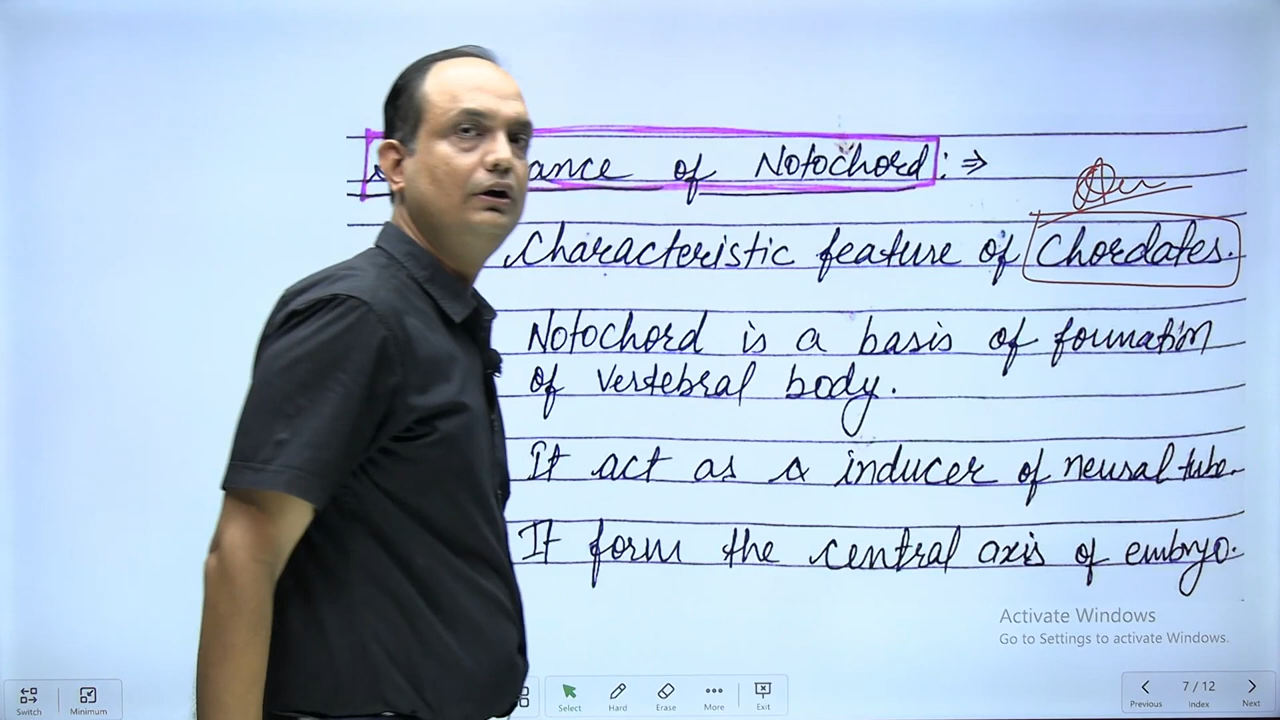 ance of Notochord : ⇒
Characteristic feature of Chordates.
Notochord is a basis of formation
of vertebral body.
It act as a inducer of neural tube.
It form the central axis of embryo.
Activate Windows
Go to Settings to activate Windows.
Switch Minimum Select Hard Erase More Exit Previous 7 / 12 Index Next